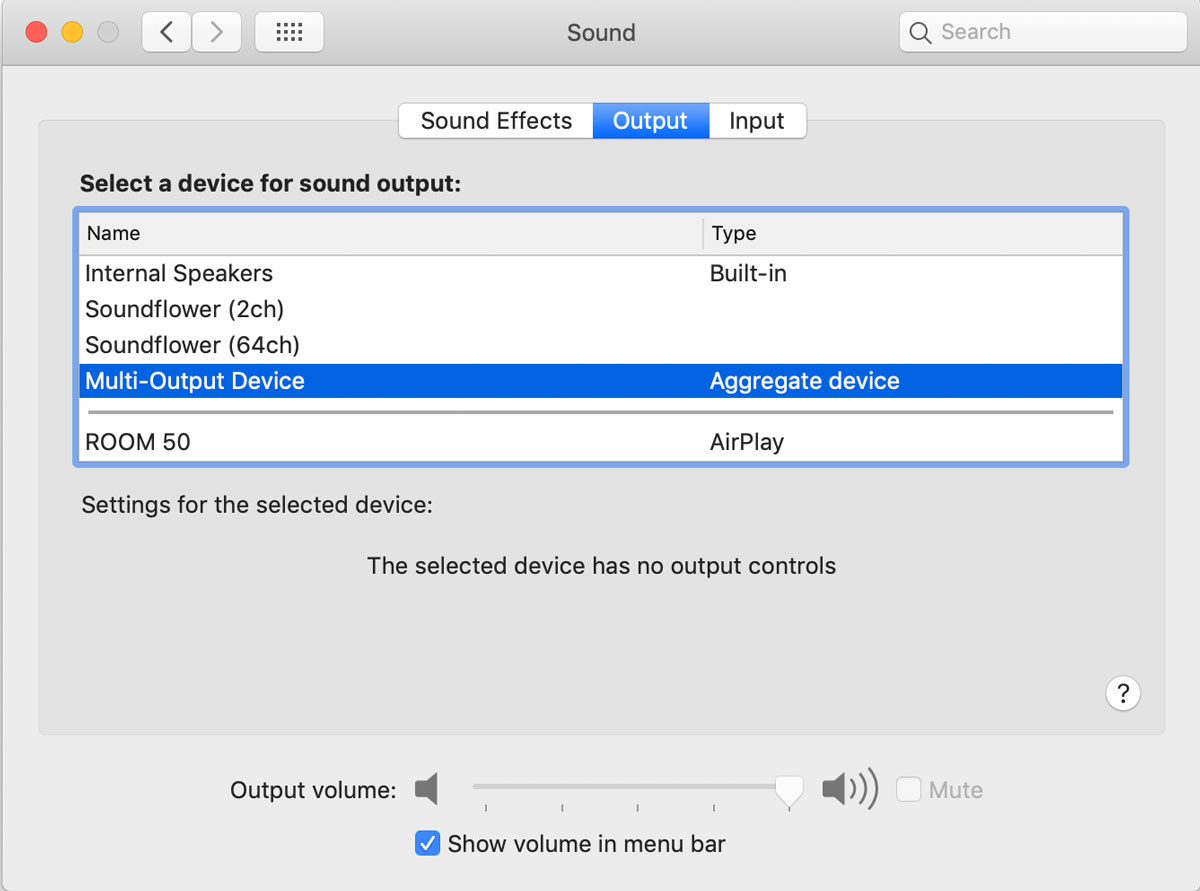 Sound
Search
Sound Effects Output Input
Select a device for sound output:
Name Type
Internal Speakers Built-in
Soundflower (2ch)
Soundflower (64ch)
Multi-Output Device Aggregate device
ROOM 50 AirPlay
Settings for the selected device:
The selected device has no output controls
?
Output volume: Mute
Show volume in menu bar